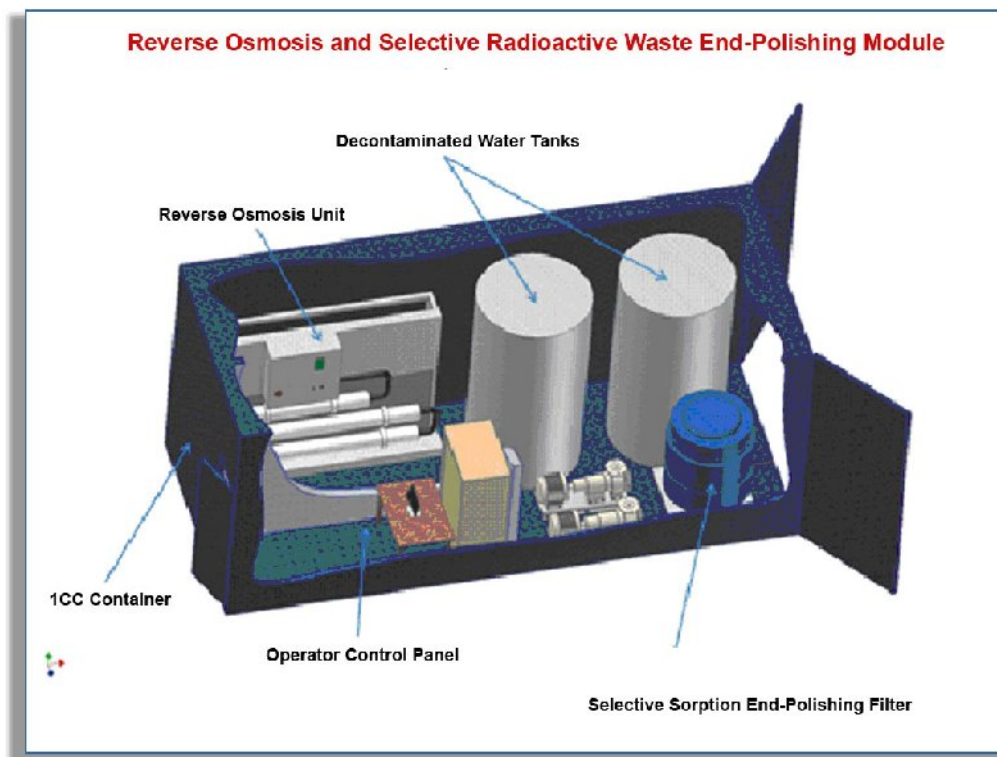 Reverse Osmosis and Selective Radioactive Waste End-Polishing Module
Decontaminated Water Tanks
Reverse Osmosis Unit
1CC Container
Operator Control Panel
Selective Sorption End-Polishing Filter